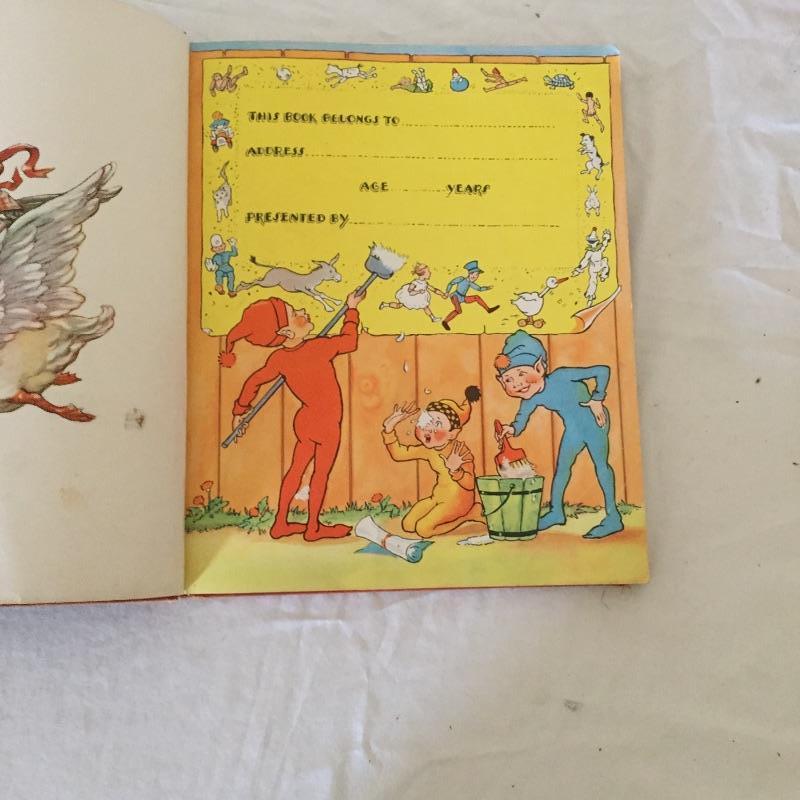 THIS BOOK BELONGS TO
ADDRESS
AGE YEARS
PRESENTED BY